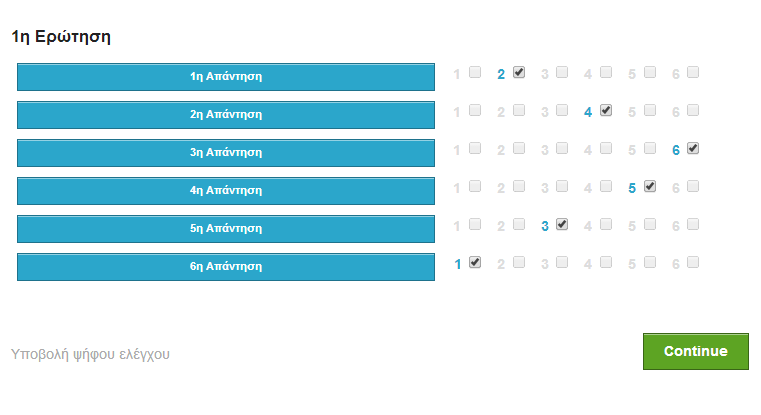 1η Ερώτηση
1η Απάντηση 1 2 3 4 5 6
2η Απάντηση 1 2 3 4 5 6
3η Απάντηση 1 2 3 4 5 6
4η Απάντηση 1 2 3 4 5 6
5η Απάντηση 1 2 3 4 5 6
6η Απάντηση 1 2 3 4 5 6
Υποβολή ψήφου ελέγχου Continue